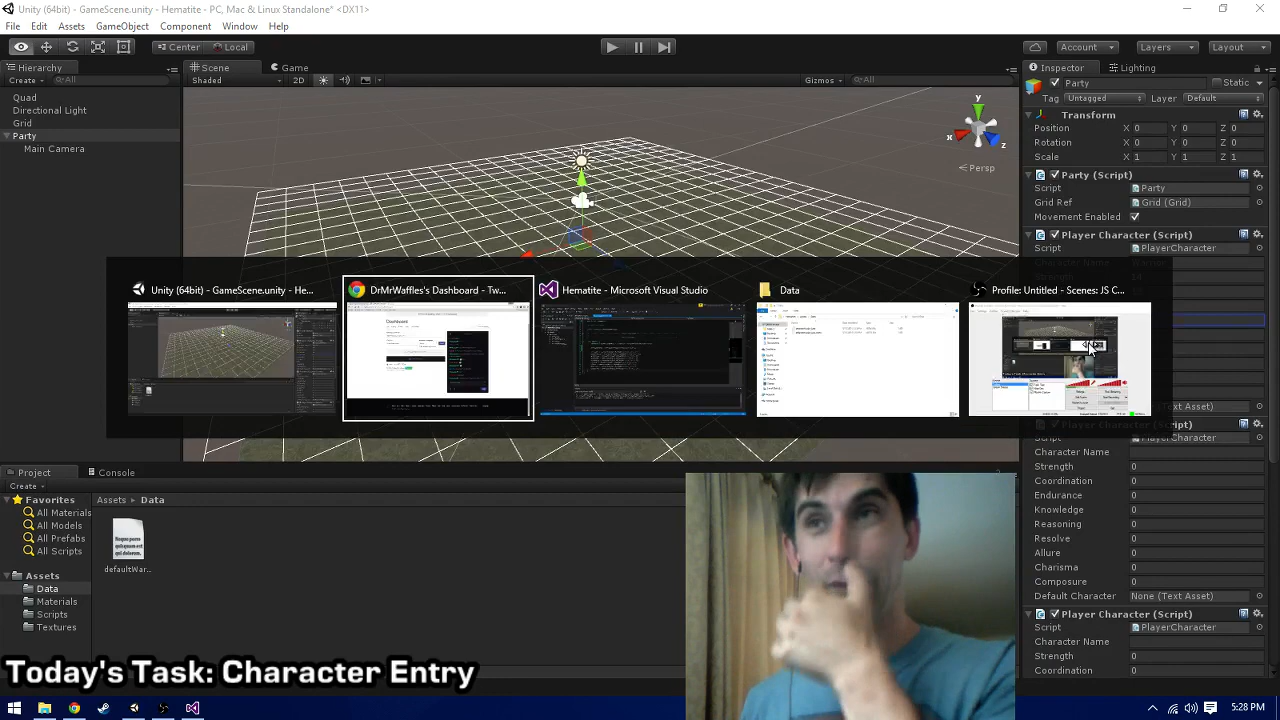 Unity (64bit) - GameScene.unity - Hematite - PC, Mac & Linux Standalone* <DX11>
File Edit Assets GameObject Component Window Help
Center Local Account Layers Layout
Hierarchy Scene Game Inspector Lighting
Create All Shaded 2D Gizmos All Party Static
Tag Untagged Layer Default
Quad
Directional Light
Grid
Party
Main Camera
y
x
z
Persp
Transform
Position X 0 Y 0 Z 0
Rotation X 0 Y 0 Z 0
Scale X 1 Y 1 Z 1
Party (Script)
Script Party
Grid Ref Grid (Grid)
Movement Enabled
Player Character (Script)
Script PlayerCharacter
Unity (64bit) - GameScene.unity - He... DrMrWaffles's Dashboard - Tw... Hematite - Microsoft Visual Studio Data Profile: Untitled - Scenes: JS C...
Script PlayerCharacter
Character Name
Strength 0
Coordination 0
Endurance 0
Knowledge 0
Reasoning 0
Resolve 0
Allure 0
Charisma 0
Composure 0
Default Character None (Text Asset)
Player Character (Script)
Script PlayerCharacter
Character Name
Strength 0
Coordination 0
Project Console
Create
Favorites
All Materials
All Models
All Prefabs
All Scripts
Assets
Data
Materials
Scripts
Textures
Assets Data
defaultWar...
Today's Task: Character Entry
5:28 PM